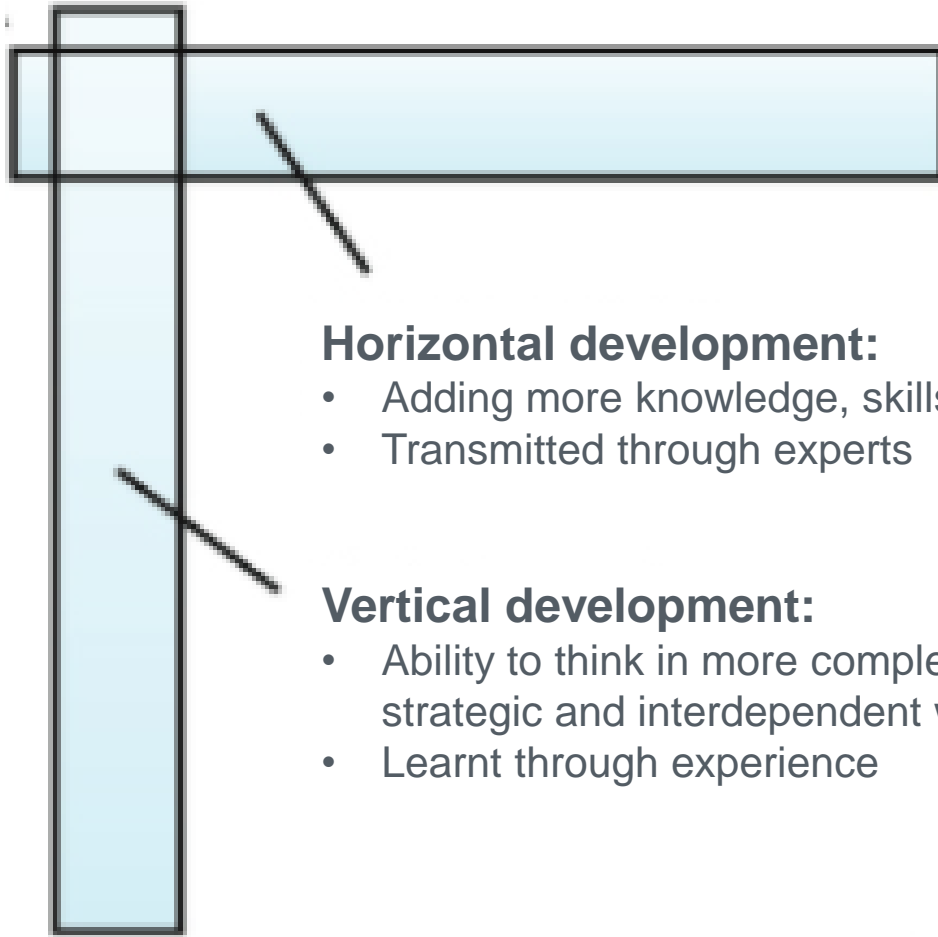 Horizontal development:
• Adding more knowledge, skills
• Transmitted through experts
Vertical development:
• Ability to think in more
strategic and interdependent
• Learnt through experience